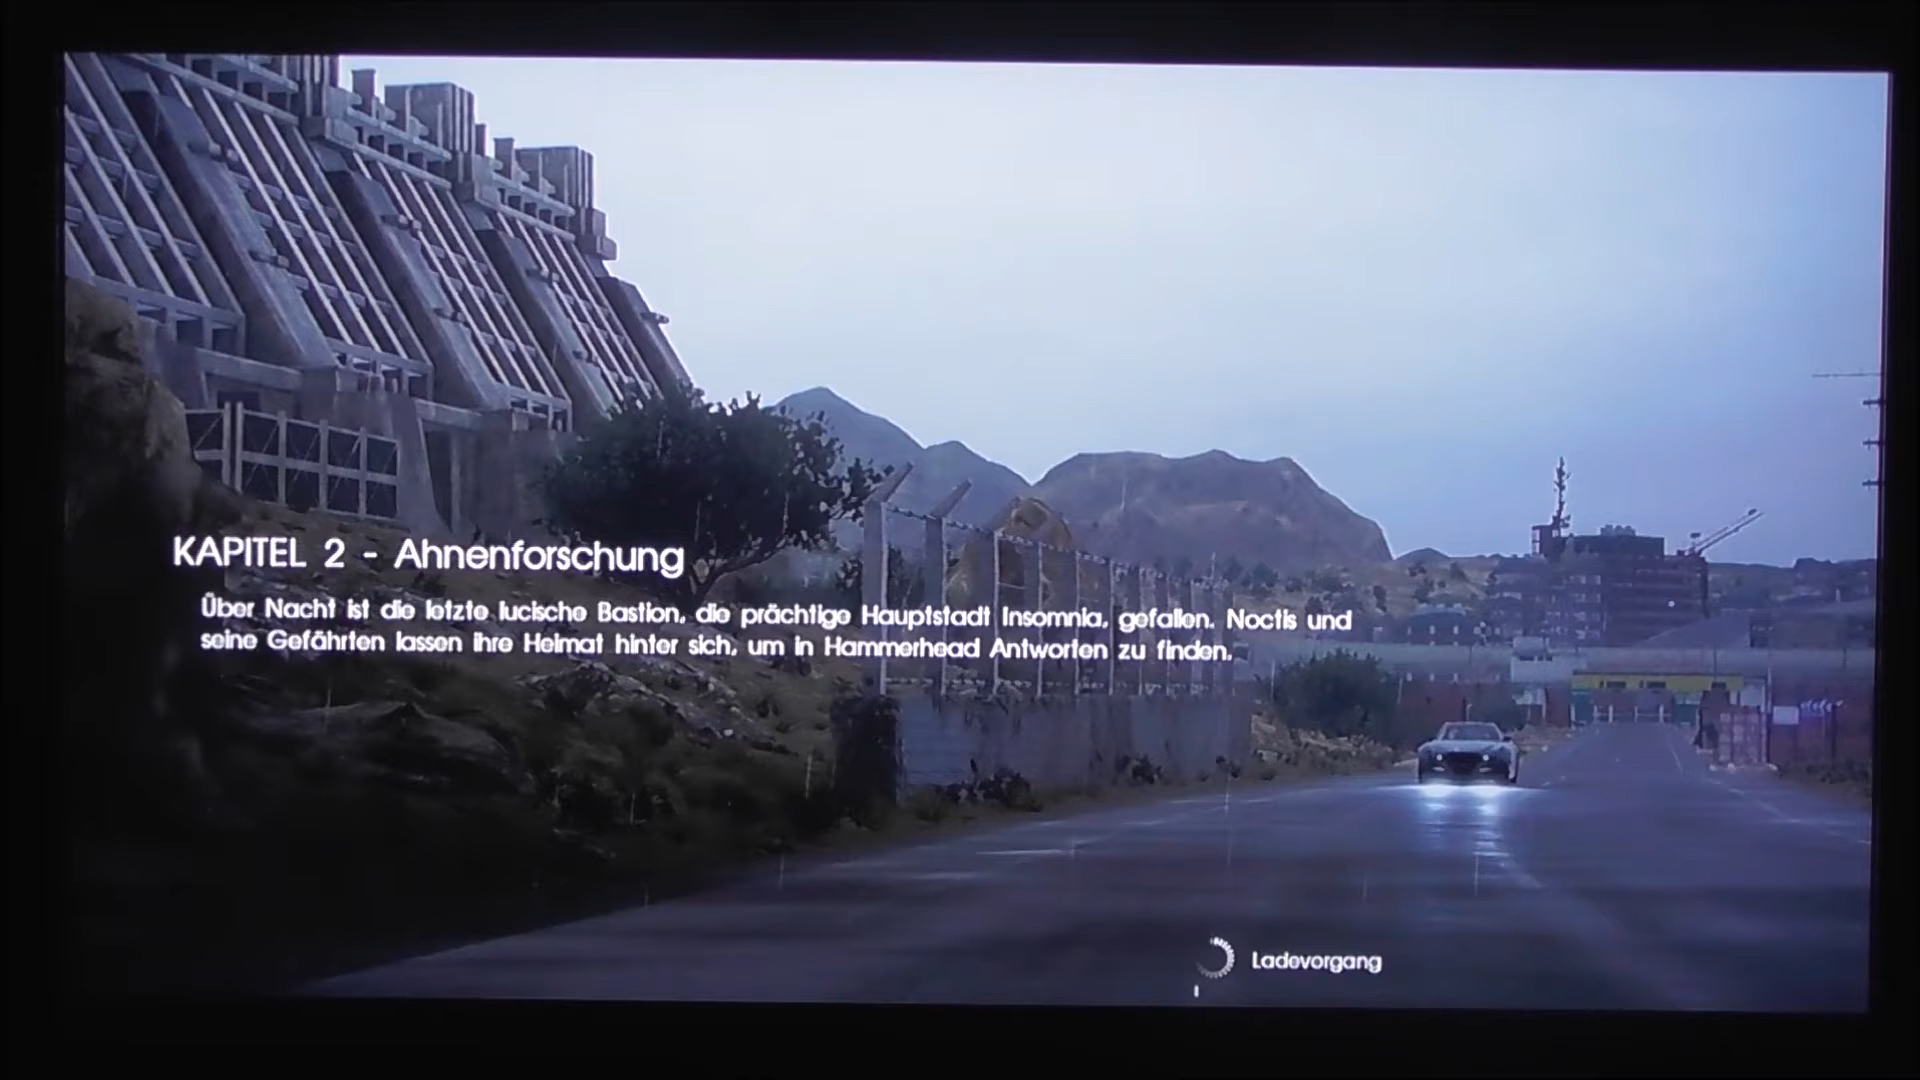 KAPITEL 2 - Ahnenforschung
Über Nacht ist die letzte lucische Bastion, die prächtige Hauptstadt Insomnia, gefallen. Noctis und
seine Gefährten lassen ihre Heimat hinter sich, um in Hammerhead Antworten zu finden.
Ladevorgang